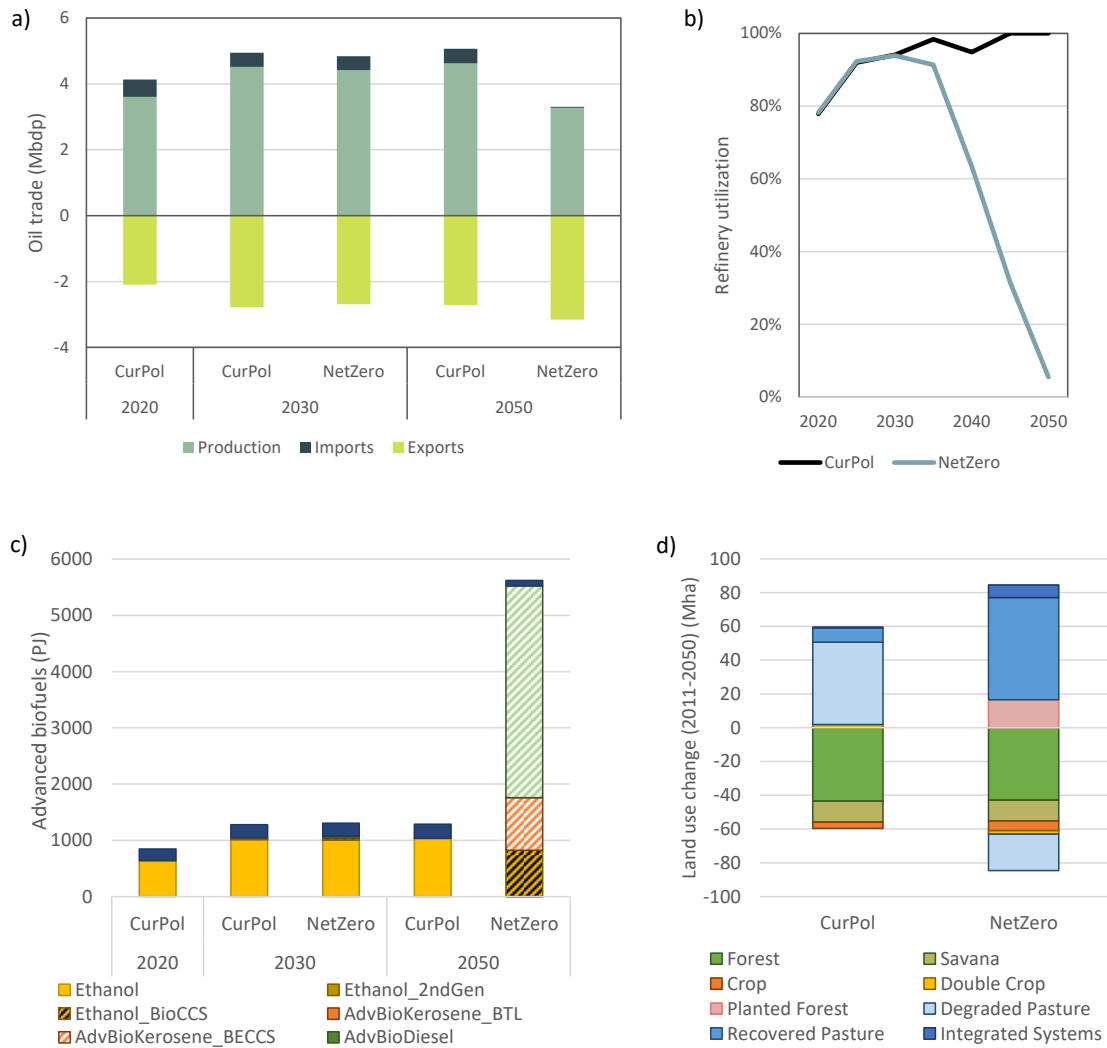 a)
Oil trade (Mbdp)
6
4
2
0
-2
-4
CurPol CurPol NetZero CurPol NetZero
2020 2030 2050
Production Imports Exports
b)
Refinery utilization
100%
80%
60%
40%
20%
0%
2020 2030 2040 2050
CurPol NetZero
c)
Advanced biofuels (PJ)
6000
5000
4000
3000
2000
1000
0
CurPol CurPol NetZero CurPol NetZero
2020 2030 2050
Ethanol Ethanol_2ndGen
Ethanol_BioCCS AdvBioKerosene_BTL
AdvBioKerosene_BECCS AdvBioDiesel
d)
Land use change (2011-2050) (Mha)
100
80
60
40
20
0
-20
-40
-60
-80
-100
CurPol NetZero
Forest Savana
Crop Double Crop
Planted Forest Degraded Pasture
Recovered Pasture Integrated Systems